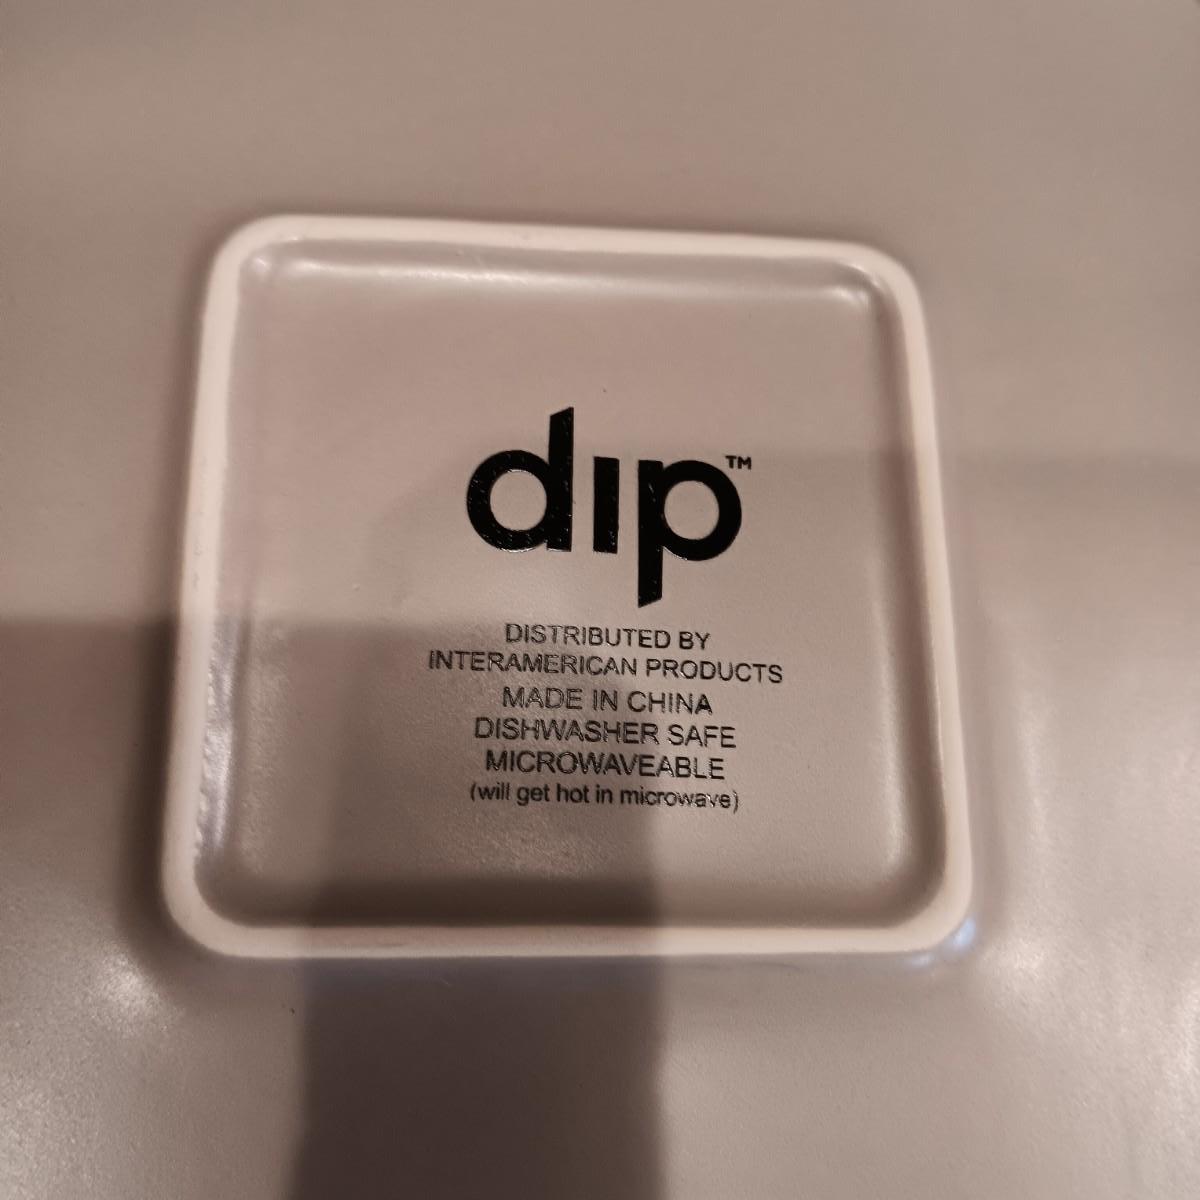 dip™
DISTRIBUTED BY
INTERAMERICAN PRODUCTS
MADE IN CHINA
DISHWASHER SAFE
MICROWAVEABLE
(will get hot in microwave)